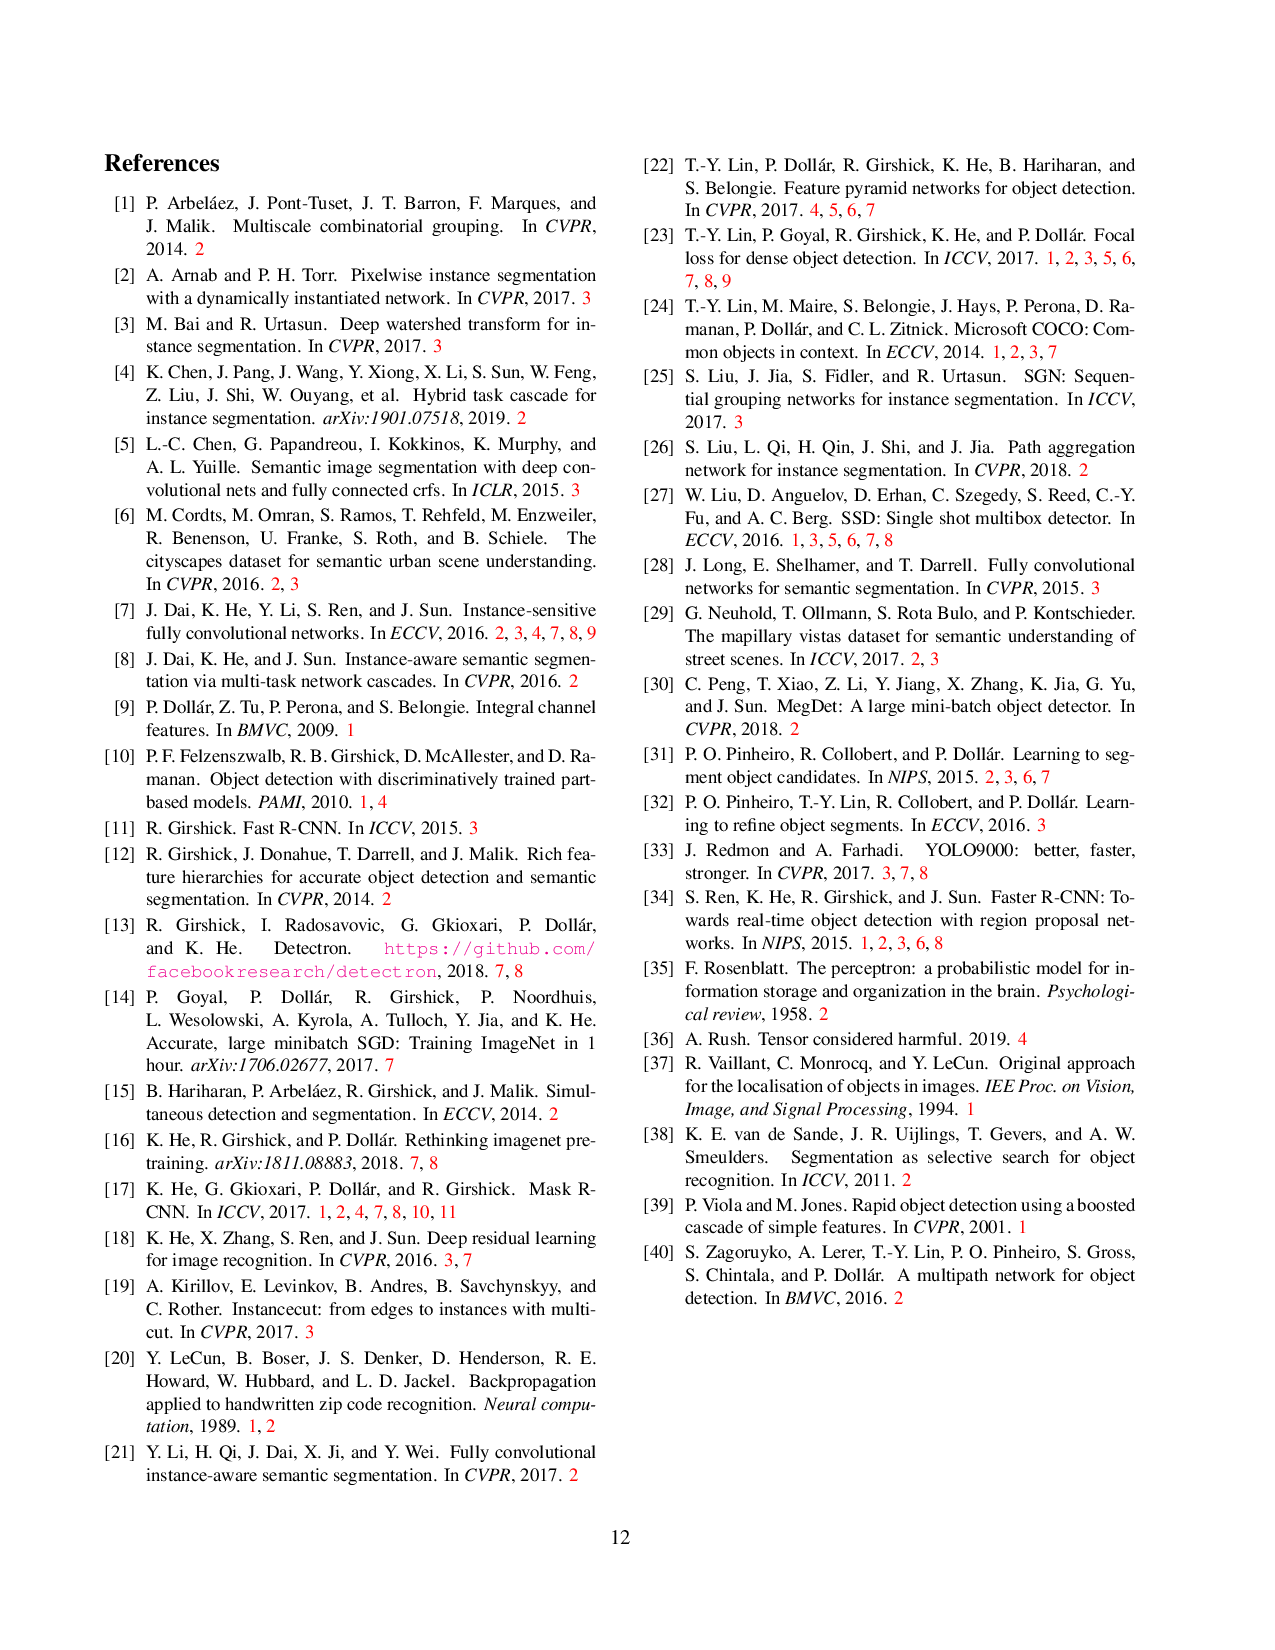 References
[1] P. Arbeláez, J. Pont-Tuset, J. T. Barron, F. Marques, and
J. Malik. Multiscale combinatorial grouping. In CVPR,
2014. 2
[2] A. Arnab and P. H. Torr. Pixelwise instance segmentation
with a dynamically instantiated network. In CVPR, 2017. 3
[3] M. Bai and R. Urtasun. Deep watershed transform for in-
stance segmentation. In CVPR, 2017. 3
[4] K. Chen, J. Pang, J. Wang, Y. Xiong, X. Li, S. Sun, W. Feng,
Z. Liu, J. Shi, W. Ouyang, et al. Hybrid task cascade for
instance segmentation. arXiv:1901.07518, 2019. 2
[5] L.-C. Chen, G. Papandreou, I. Kokkinos, K. Murphy, and
A. L. Yuille. Semantic image segmentation with deep con-
volutional nets and fully connected crfs. In ICLR, 2015. 3
[6] M. Cordts, M. Omran, S. Ramos, T. Rehfeld, M. Enzweiler,
R. Benenson, U. Franke, S. Roth, and B. Schiele. The
cityscapes dataset for semantic urban scene understanding.
In CVPR, 2016. 2, 3
[7] J. Dai, K. He, Y. Li, S. Ren, and J. Sun. Instance-sensitive
fully convolutional networks. In ECCV, 2016. 2, 3, 4, 7, 8, 9
[8] J. Dai, K. He, and J. Sun. Instance-aware semantic segmen-
tation via multi-task network cascades. In CVPR, 2016. 2
[9] P. Dollár, Z. Tu, P. Perona, and S. Belongie. Integral channel
features. In BMVC, 2009. 1
[10] P. F. Felzenszwalb, R. B. Girshick, D. McAllester, and D. Ra-
manan. Object detection with discriminatively trained part-
based models. PAMI, 2010. 1, 4
[11] R. Girshick. Fast R-CNN. In ICCV, 2015. 3
[12] R. Girshick, J. Donahue, T. Darrell, and J. Malik. Rich fea-
ture hierarchies for accurate object detection and semantic
segmentation. In CVPR, 2014. 2
[13] R. Girshick, I. Radosavovic, G. Gkioxari, P. Dollár,
and K. He. Detectron. https://github.com/
facebookresearch/detectron, 2018. 7, 8
[14] P. Goyal, P. Dollár, R. Girshick, P. Noordhuis,
L. Wesolowski, A. Kyrola, A. Tulloch, Y. Jia, and K. He.
Accurate, large minibatch SGD: Training ImageNet in 1
hour. arXiv:1706.02677, 2017. 7
[15] B. Hariharan, P. Arbeláez, R. Girshick, and J. Malik. Simul-
taneous detection and segmentation. In ECCV, 2014. 2
[16] K. He, R. Girshick, and P. Dollár. Rethinking imagenet pre-
training. arXiv:1811.08883, 2018. 7, 8
[17] K. He, G. Gkioxari, P. Dollár, and R. Girshick. Mask R-
CNN. In ICCV, 2017. 1, 2, 4, 7, 8, 10, 11
[18] K. He, X. Zhang, S. Ren, and J. Sun. Deep residual learning
for image recognition. In CVPR, 2016. 3, 7
[19] A. Kirillov, E. Levinkov, B. Andres, B. Savchynskyy, and
C. Rother. Instancecut: from edges to instances with multi-
cut. In CVPR, 2017. 3
[20] Y. LeCun, B. Boser, J. S. Denker, D. Henderson, R. E.
Howard, W. Hubbard, and L. D. Jackel. Backpropagation
applied to handwritten zip code recognition. Neural compu-
tation, 1989. 1, 2
[21] Y. Li, H. Qi, J. Dai, X. Ji, and Y. Wei. Fully convolutional
instance-aware semantic segmentation. In CVPR, 2017. 2
[22] T.-Y. Lin, P. Dollár, R. Girshick, K. He, B. Hariharan, and
S. Belongie. Feature pyramid networks for object detection.
In CVPR, 2017. 4, 5, 6, 7
[23] T.-Y. Lin, P. Goyal, R. Girshick, K. He, and P. Dollár. Focal
loss for dense object detection. In ICCV, 2017. 1, 2, 3, 5, 6,
7, 8, 9
[24] T.-Y. Lin, M. Maire, S. Belongie, J. Hays, P. Perona, D. Ra-
manan, P. Dollár, and C. L. Zitnick. Microsoft COCO: Com-
mon objects in context. In ECCV, 2014. 1, 2, 3, 7
[25] S. Liu, J. Jia, S. Fidler, and R. Urtasun. SGN: Sequen-
tial grouping networks for instance segmentation. In ICCV,
2017. 3
[26] S. Liu, L. Qi, H. Qin, J. Shi, and J. Jia. Path aggregation
network for instance segmentation. In CVPR, 2018. 2
[27] W. Liu, D. Anguelov, D. Erhan, C. Szegedy, S. Reed, C.-Y.
Fu, and A. C. Berg. SSD: Single shot multibox detector. In
ECCV, 2016. 1, 3, 5, 6, 7, 8
[28] J. Long, E. Shelhamer, and T. Darrell. Fully convolutional
networks for semantic segmentation. In CVPR, 2015. 3
[29] G. Neuhold, T. Ollmann, S. Rota Bulo, and P. Kontschieder.
The mapillary vistas dataset for semantic understanding of
street scenes. In ICCV, 2017. 2, 3
[30] C. Peng, T. Xiao, Z. Li, Y. Jiang, X. Zhang, K. Jia, G. Yu,
and J. Sun. MegDet: A large mini-batch object detector. In
CVPR, 2018. 2
[31] P. O. Pinheiro, R. Collobert, and P. Dollár. Learning to seg-
ment object candidates. In NIPS, 2015. 2, 3, 6, 7
[32] P. O. Pinheiro, T.-Y. Lin, R. Collobert, and P. Dollár. Learn-
ing to refine object segments. In ECCV, 2016. 3
[33] J. Redmon and A. Farhadi. YOLO9000: better, faster,
stronger. In CVPR, 2017. 3, 7, 8
[34] S. Ren, K. He, R. Girshick, and J. Sun. Faster R-CNN: To-
wards real-time object detection with region proposal net-
works. In NIPS, 2015. 1, 2, 3, 6, 8
[35] F. Rosenblatt. The perceptron: a probabilistic model for in-
formation storage and organization in the brain. Psychologi-
cal review, 1958. 2
[36] A. Rush. Tensor considered harmful. 2019. 4
[37] R. Vaillant, C. Monrocq, and Y. LeCun. Original approach
for the localisation of objects in images. IEE Proc. on Vision,
Image, and Signal Processing, 1994. 1
[38] K. E. van de Sande, J. R. Uijlings, T. Gevers, and A. W.
Smeulders. Segmentation as selective search for object
recognition. In ICCV, 2011. 2
[39] P. Viola and M. Jones. Rapid object detection using a boosted
cascade of simple features. In CVPR, 2001. 1
[40] S. Zagoruyko, A. Lerer, T.-Y. Lin, P. O. Pinheiro, S. Gross,
S. Chintala, and P. Dollár. A multipath network for object
detection. In BMVC, 2016. 2
12